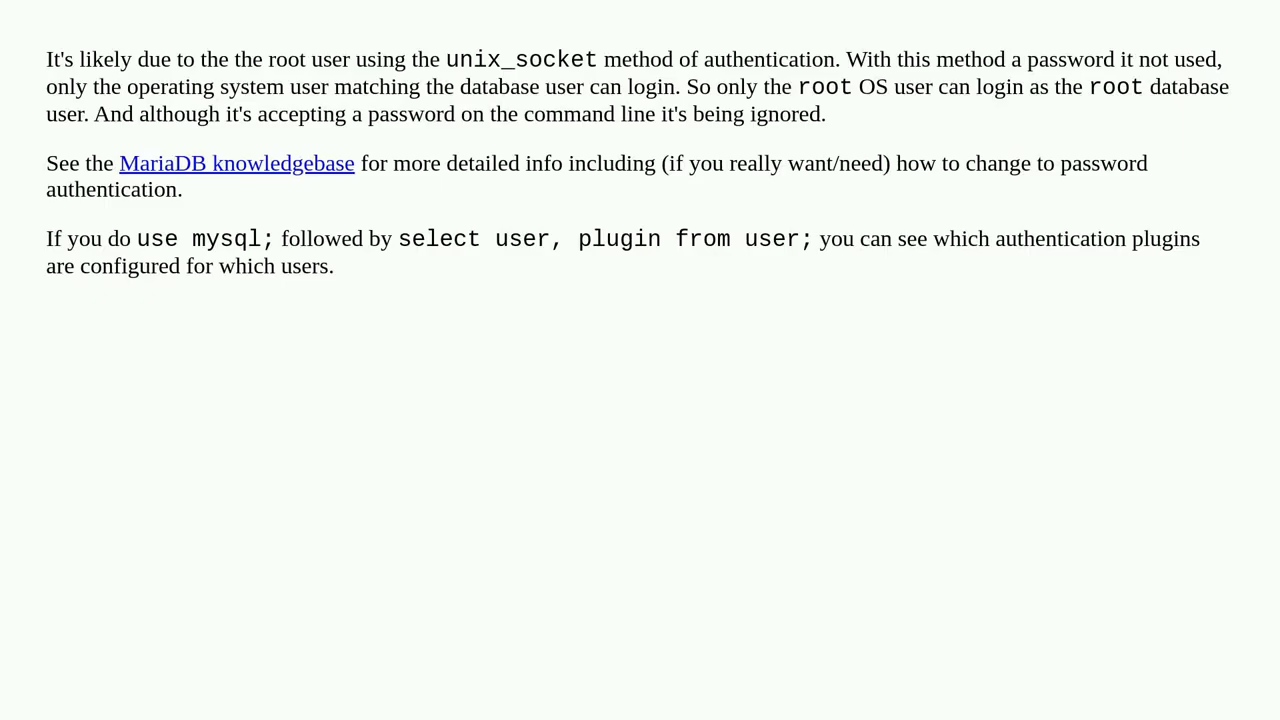 It's likely due to the the root user using the unix_socket method of authentication. With this method a password it not used,
only the operating system user matching the database user can login. So only the root OS user can login as the root database
user. And although it's accepting a password on the command line it's being ignored.
See the MariaDB knowledgebase for more detailed info including (if you really want/need) how to change to password
authentication.
If you do use mysql; followed by select user, plugin from user; you can see which authentication plugins
are configured for which users.